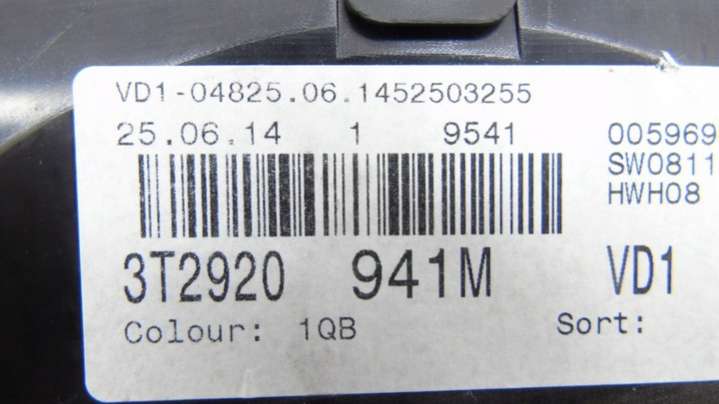 VD1-04825.06.1452503255
25.06.14 1 9541 005969
SW0811
HWH08
3T2920 941M VD1
Colour: 1QB Sort: